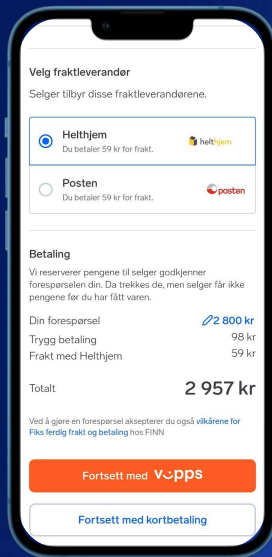 Velg fraktleverandør
Selger tilbyr disse fraktleverandørene.
Helthjem
Du betaler 59 kr for frakt.
helthjem
Posten
Du betaler 59 kr for frakt.
posten
Betaling
Vi reserverer pengene til selger godkjenner
forespørselen din. Da trekkes de, men selger får ikke
pengene før du har fått varen.
Din forespørsel 2 800 kr
Trygg betaling 98 kr
Frakt med Helthjem 59 kr
Totalt 2 957 kr
Ved å gjøre en forespørsel aksepterer du også vilkårene for
Fiks ferdig frakt og betaling hos FINN
Fortsett med vipps
Fortsett med kortbetaling